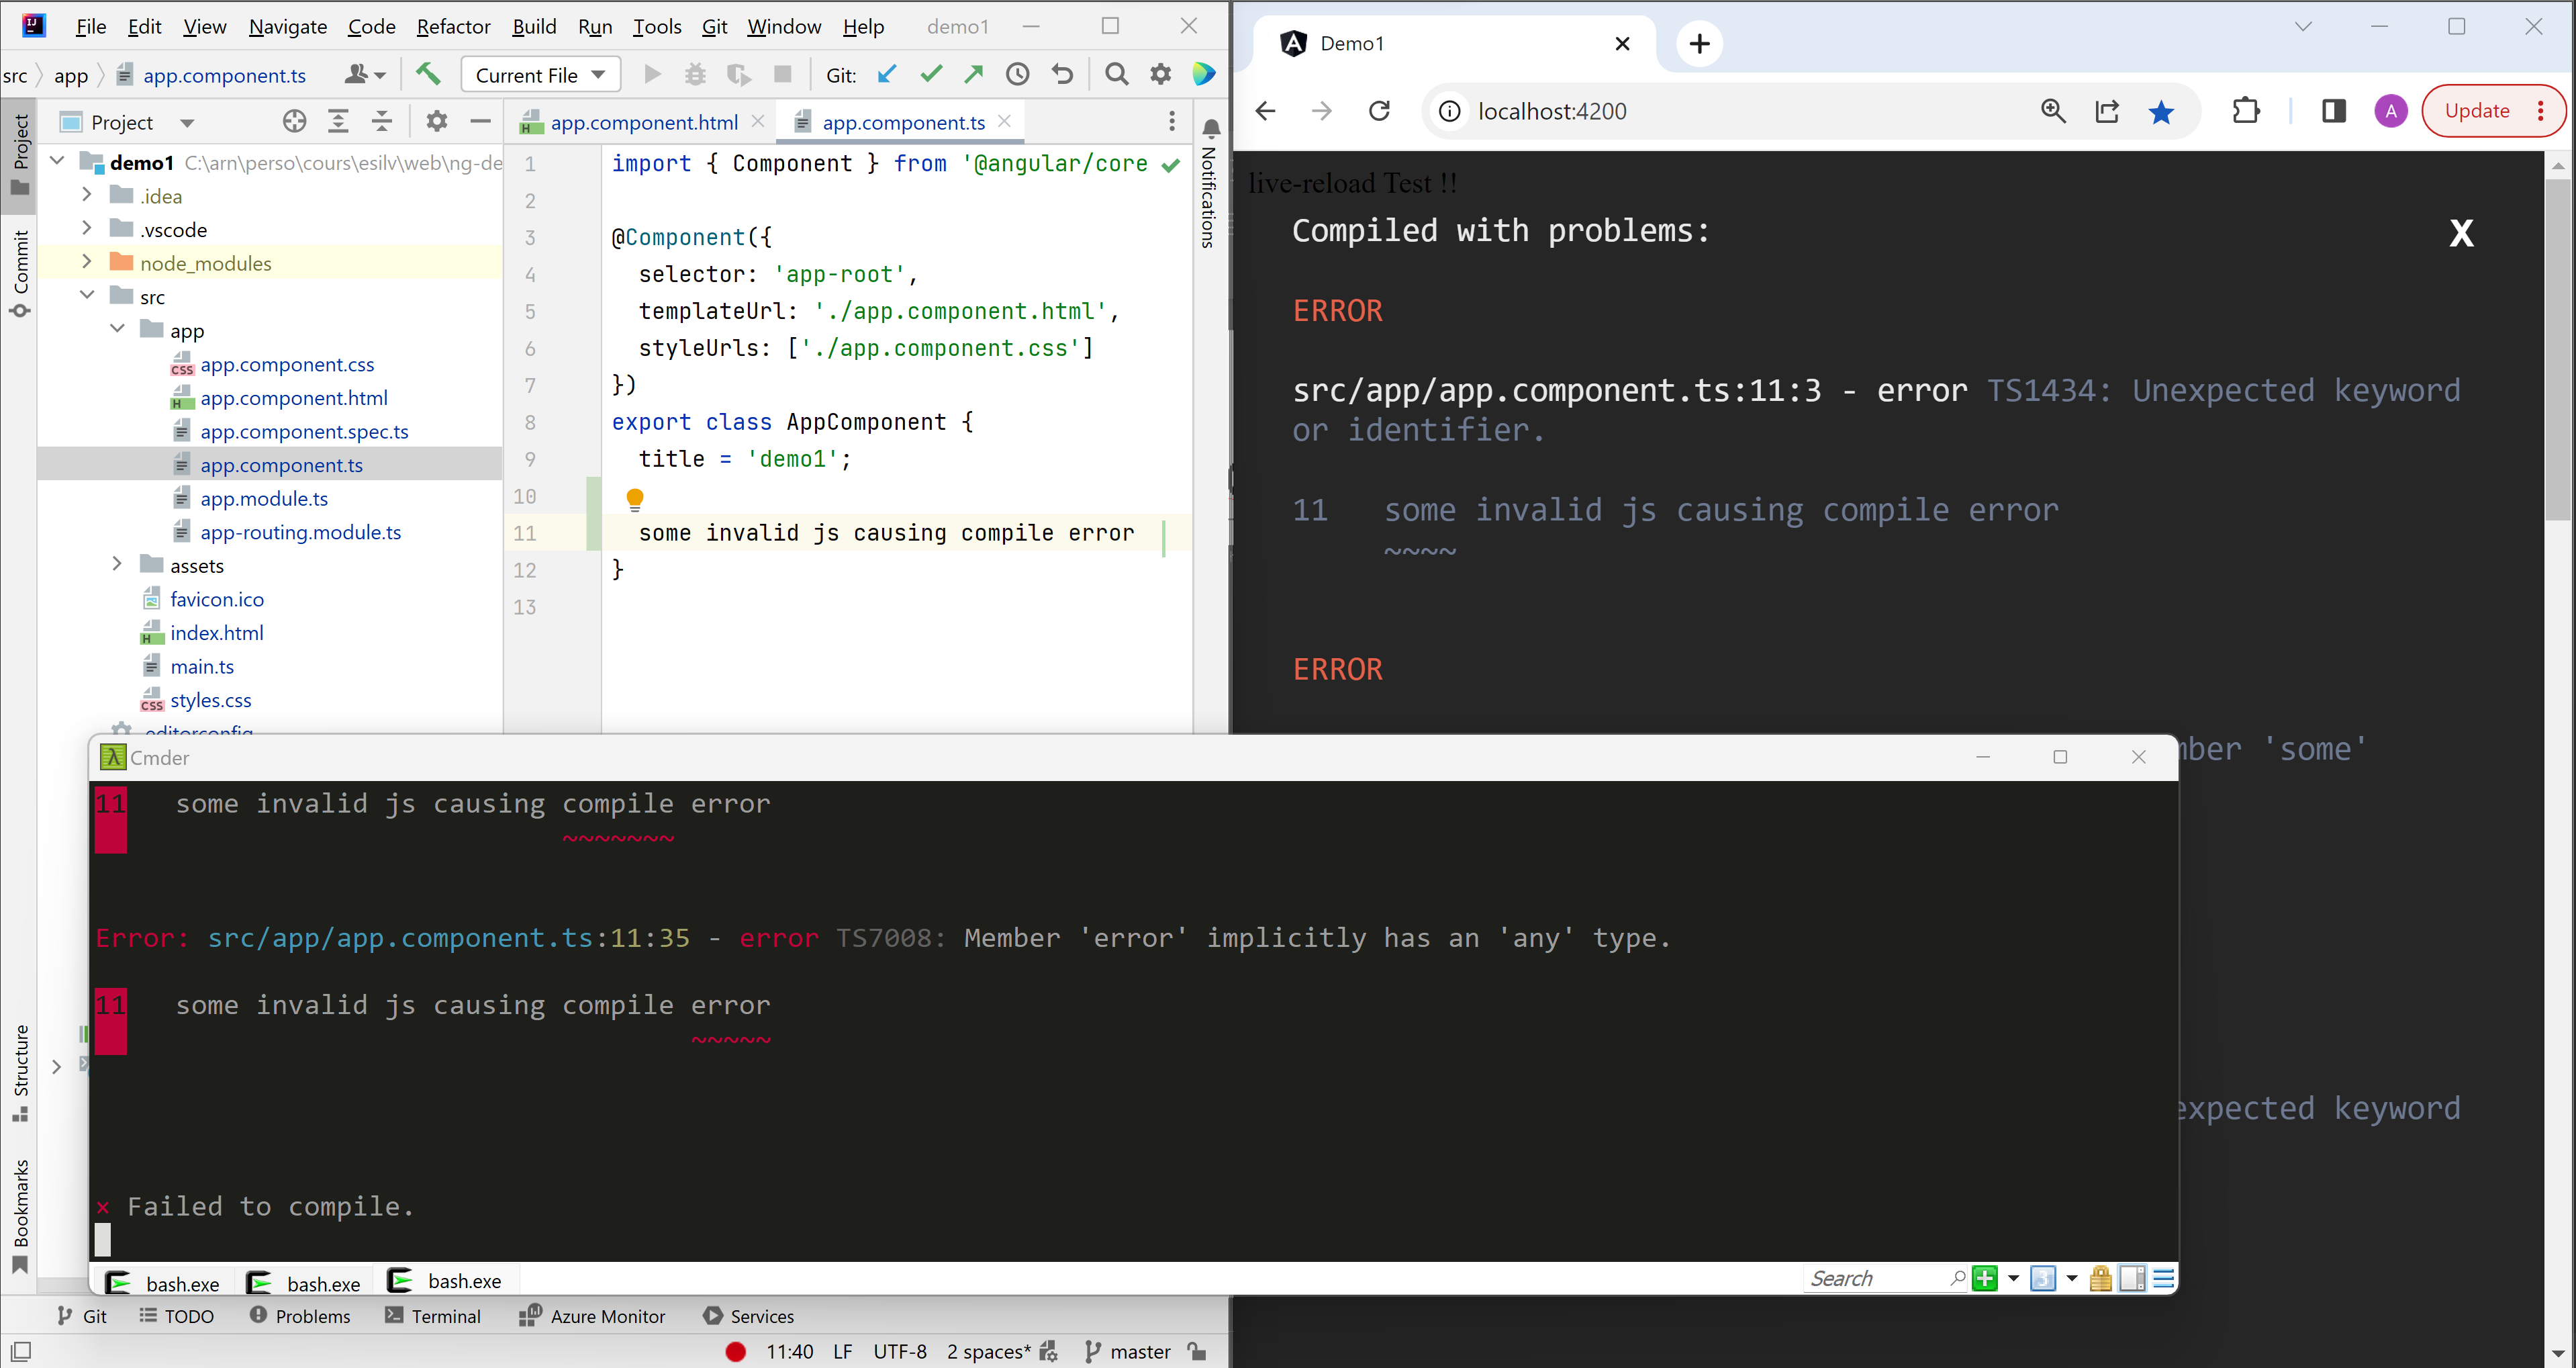 File Edit View Navigate Code Refactor Build Run Tools Git Window Help demo1
src app app.component.ts Current File Git:
Project
demo1 C:\arn\perso\cours\esilv\web\ng-de
.idea
.vscode
node_modules
src
app
app.component.css
app.component.html
app.component.spec.ts
app.component.ts
app.module.ts
app-routing.module.ts
assets
favicon.ico
index.html
main.ts
styles.css
.editorconfig
Project
Commit
Structure
Bookmarks
app.component.html app.component.ts
1 import { Component } from '@angular/core
2
3 @Component({
4 selector: 'app-root',
5 templateUrl: './app.component.html',
6 styleUrls: ['./app.component.css']
7 })
8 export class AppComponent {
9 title = 'demo1';
10
11 some invalid js causing compile error
12 }
13
Notifications
Demo1
localhost:4200
A
Update
live-reload Test !!
Compiled with problems:
X
ERROR
src/app/app.component.ts:11:3 - error TS1434: Unexpected keyword
or identifier.
11 some invalid js causing compile error
~~~~
ERROR
mber 'some'
expected keyword
Cmder
11 some invalid js causing compile error
~~~~~~~
Error: src/app/app.component.ts:11:35 - error TS7008: Member 'error' implicitly has an 'any' type.
11 some invalid js causing compile error
~~~~~
× Failed to compile.
bash.exe bash.exe bash.exe
Search
Git TODO Problems Terminal Azure Monitor Services
11:40 LF UTF-8 2 spaces* master